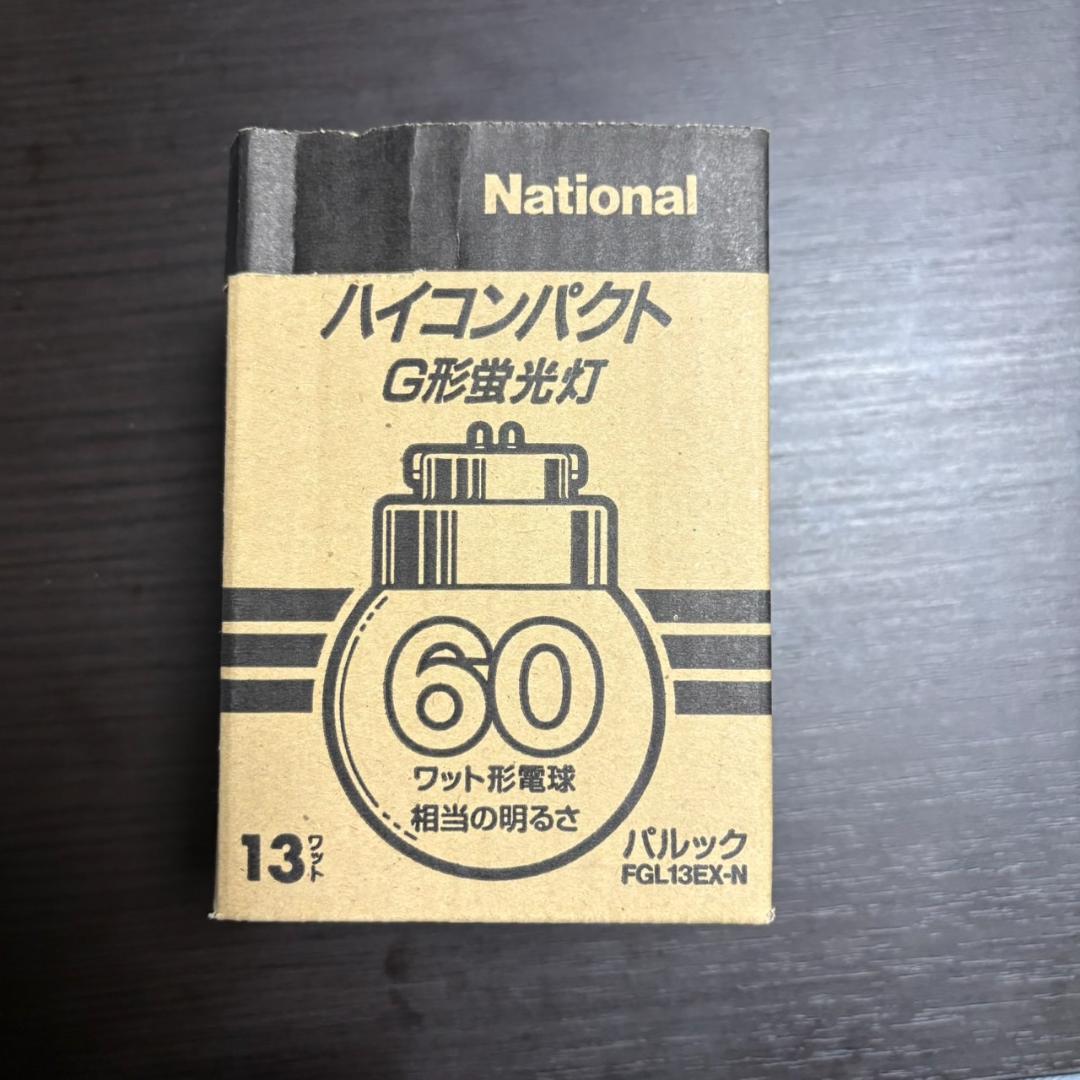 National
ハイコンパクト
G形蛍光灯
60
ワット形電球
相当の明るさ
13ワット
パルック
FGL13EX-N